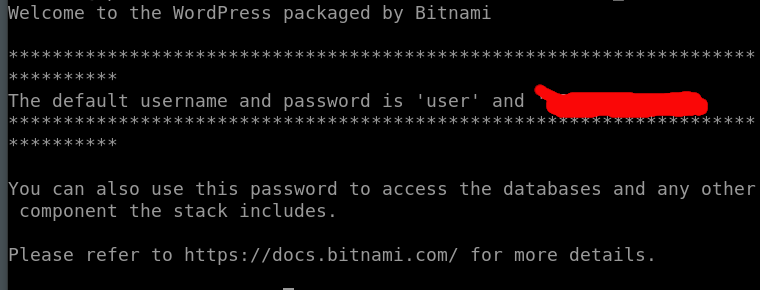 Welcome to the WordPress packaged by Bitnami
********************************************************************
**********
The default username and password is 'user' and
********************************************************************
**********
You can also use this password to access the databases and any other
component the stack includes.
Please refer to https://docs.bitnami.com/ for more details.